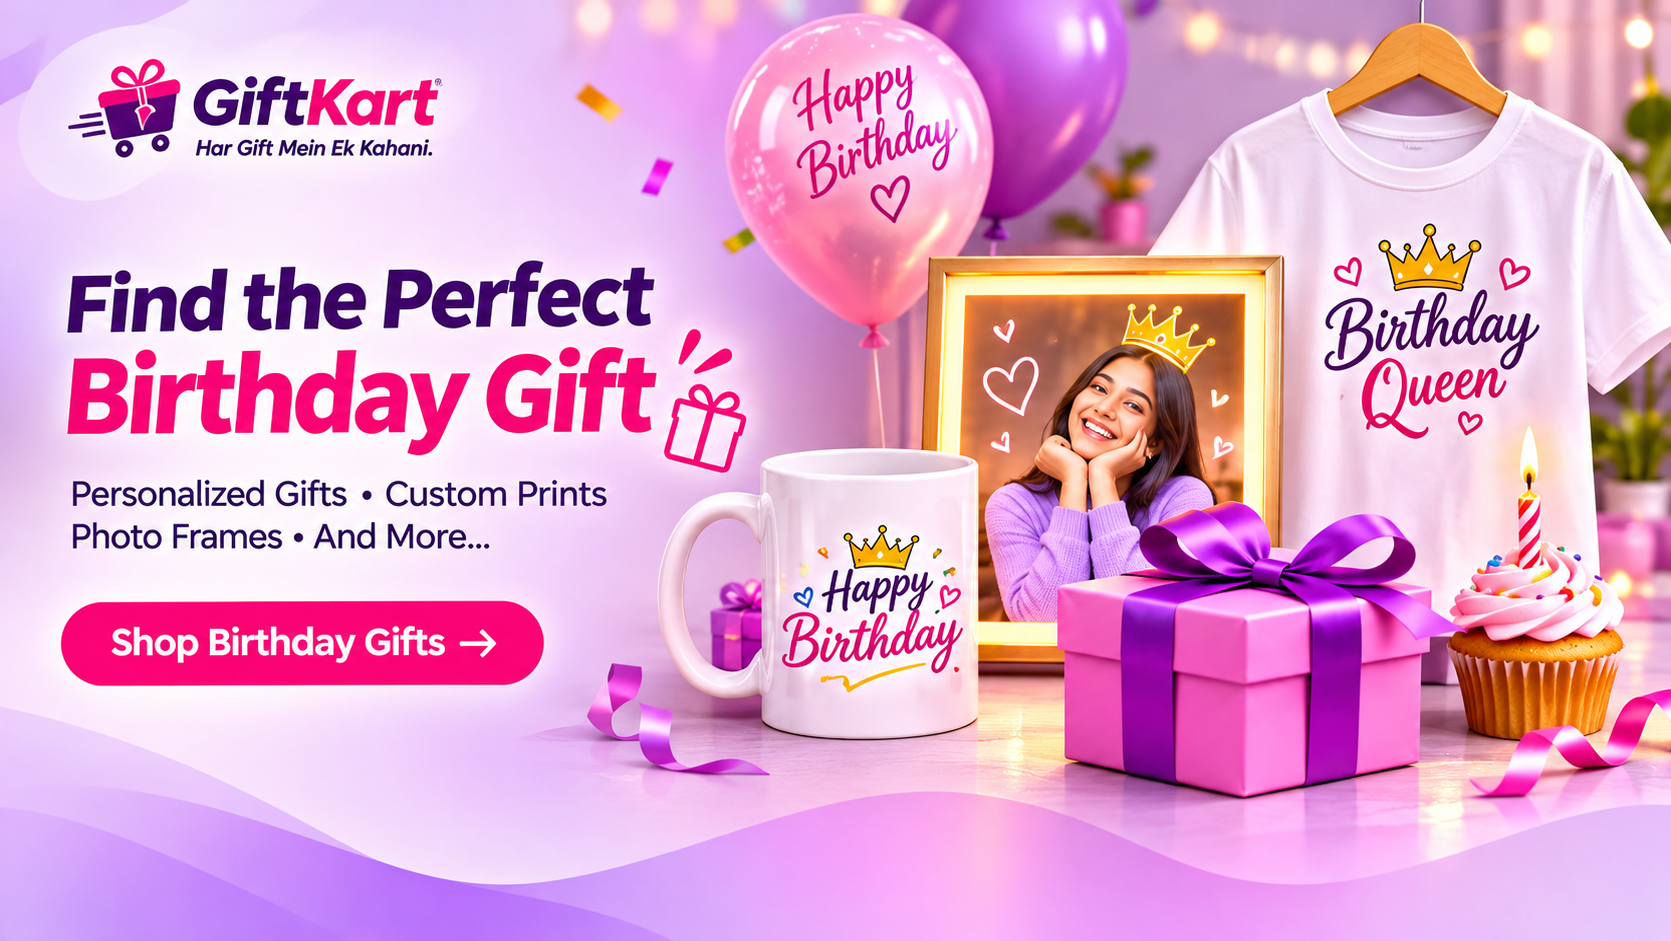 GiftKart®
Har Gift Mein Ek Kahani.
Find the Perfect
Birthday Gift
Personalized Gifts • Custom Prints
Photo Frames • And More...
Shop Birthday Gifts →
Happy
Birthday
Happy
Birthday
Birthday
Queen